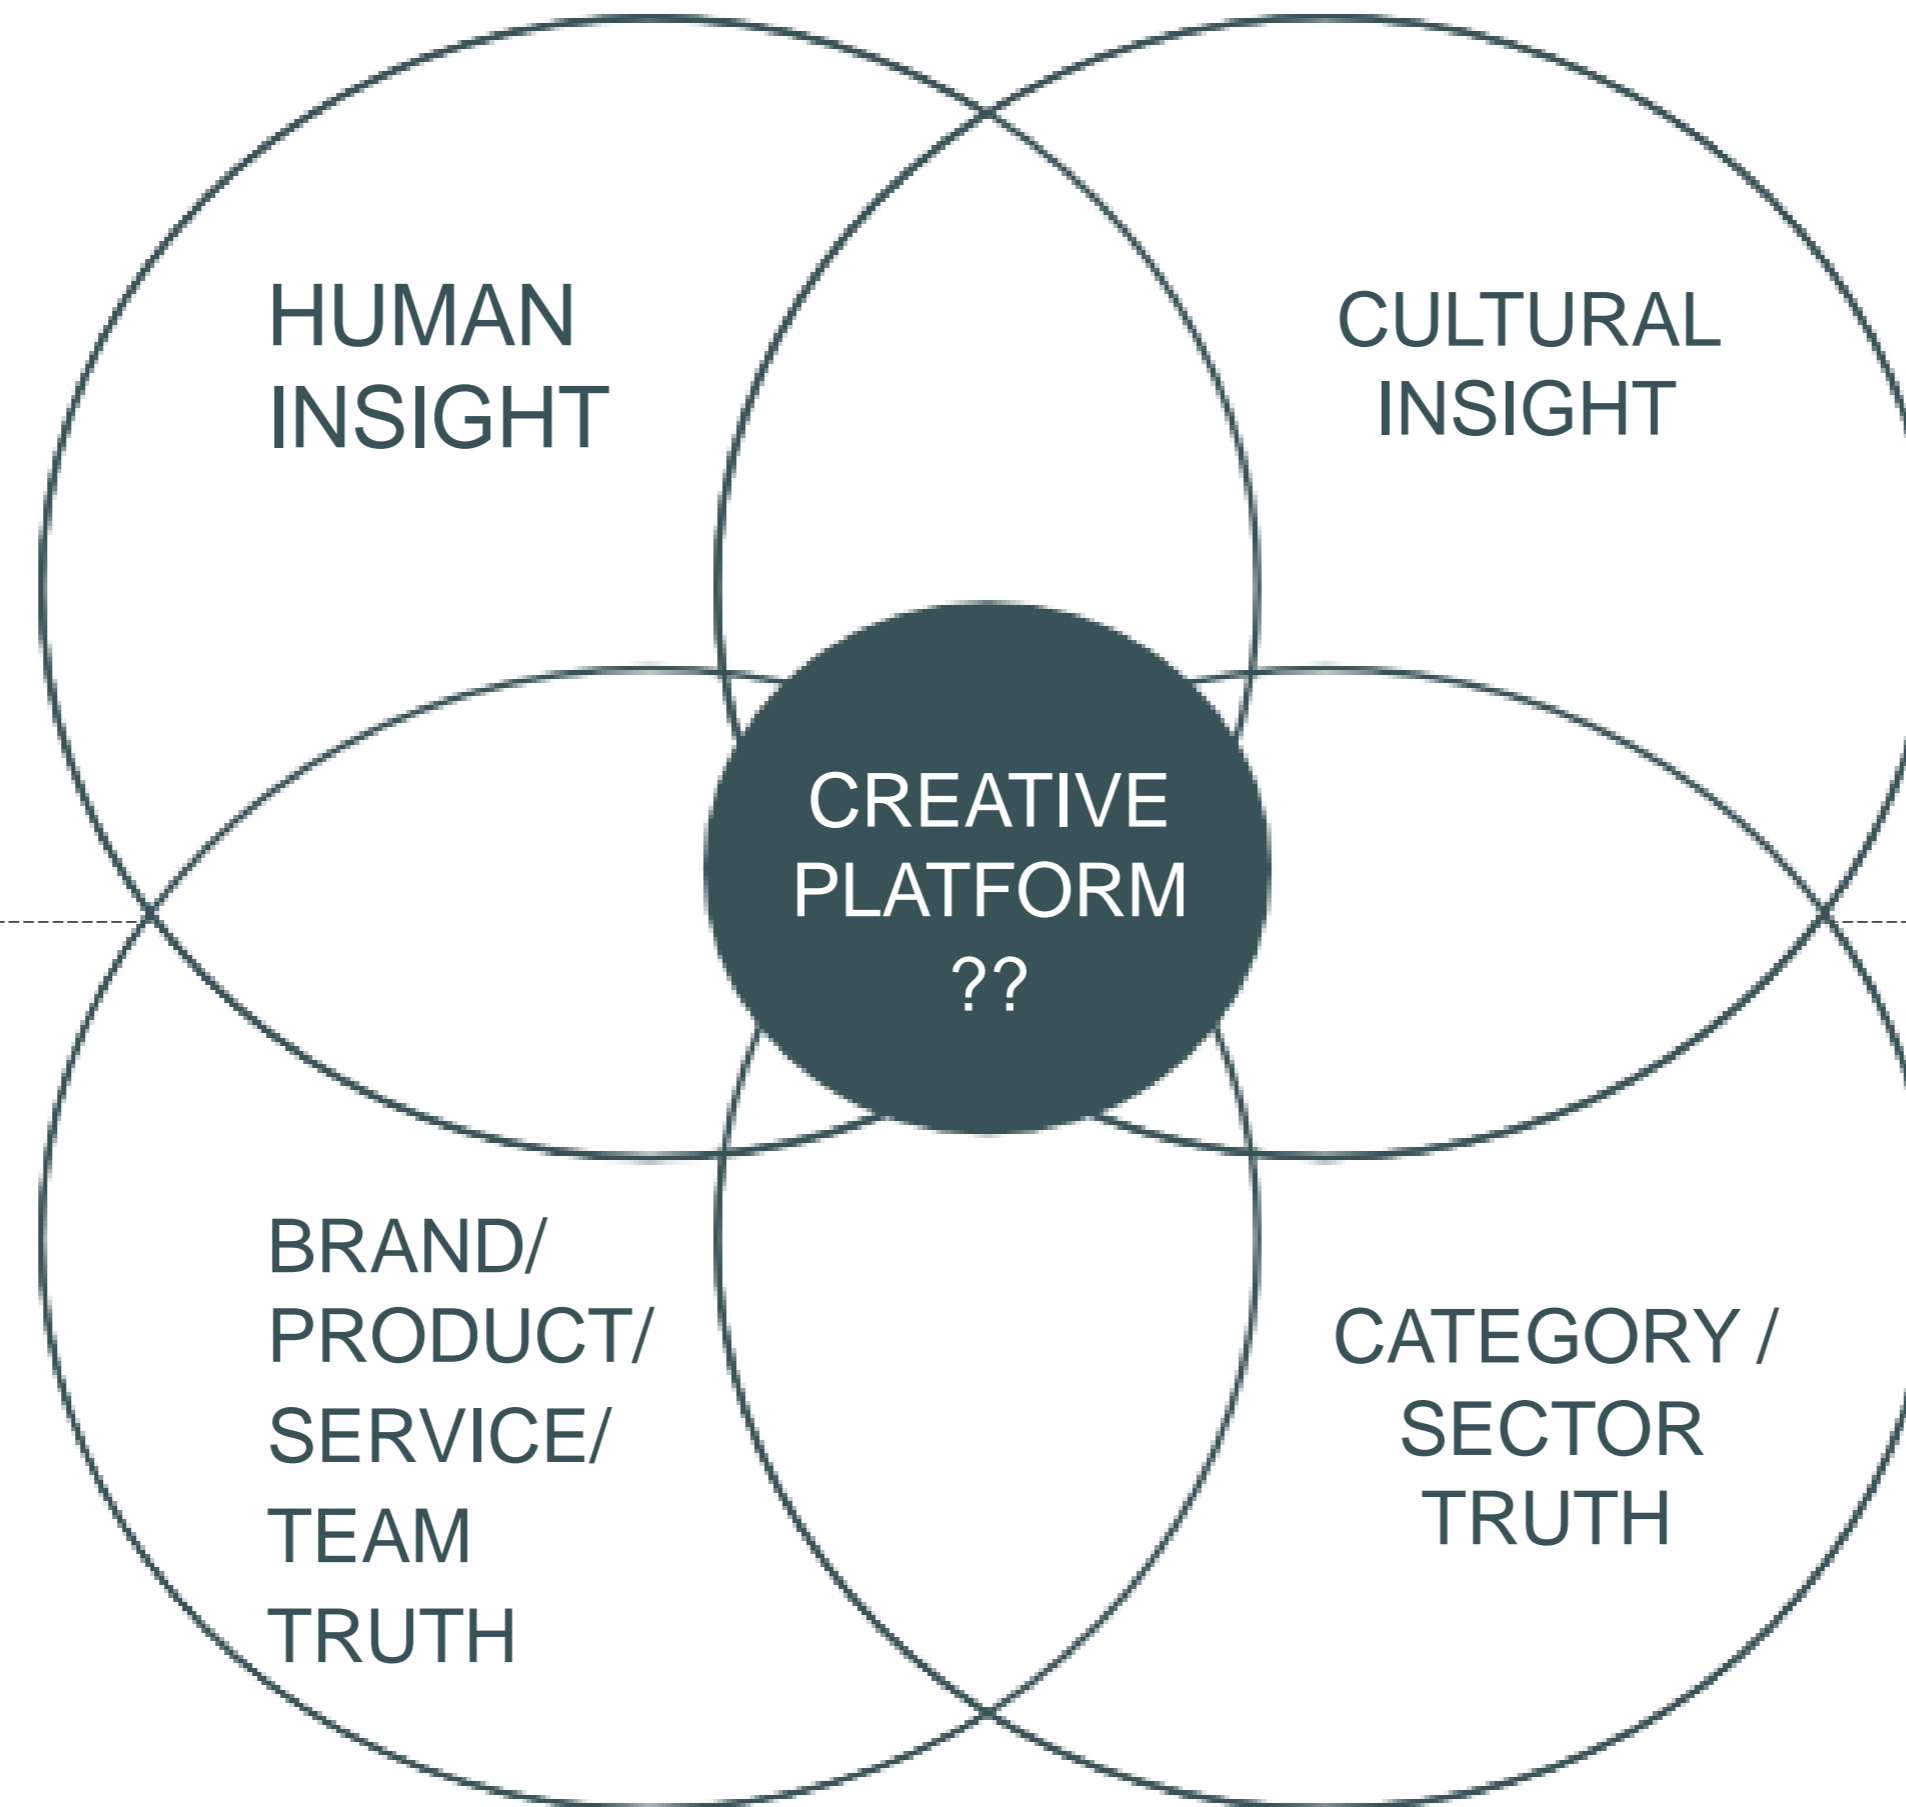 HUMAN
INSIGHT
CULTURAL
INSIGHT
CREATIVE
PLATFORM
??
BRAND/
PRODUCT/
SERVICE/
TEAM
TRUTH
CATEGORY /
SECTOR
TRUTH